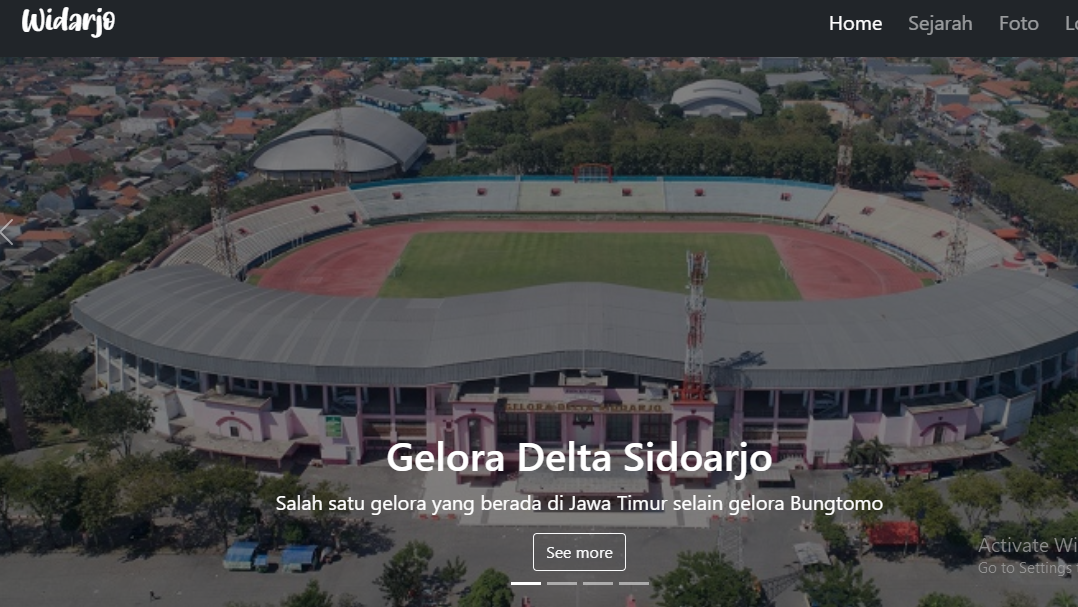 Widarjo
Home Sejarah Foto
GELORA DELTA SIDOARJO
Gelora Delta Sidoarjo
Salah satu gelora yang berada di Jawa Timur selain gelora Bungtomo
See more
Activate Wi
Go to Settings